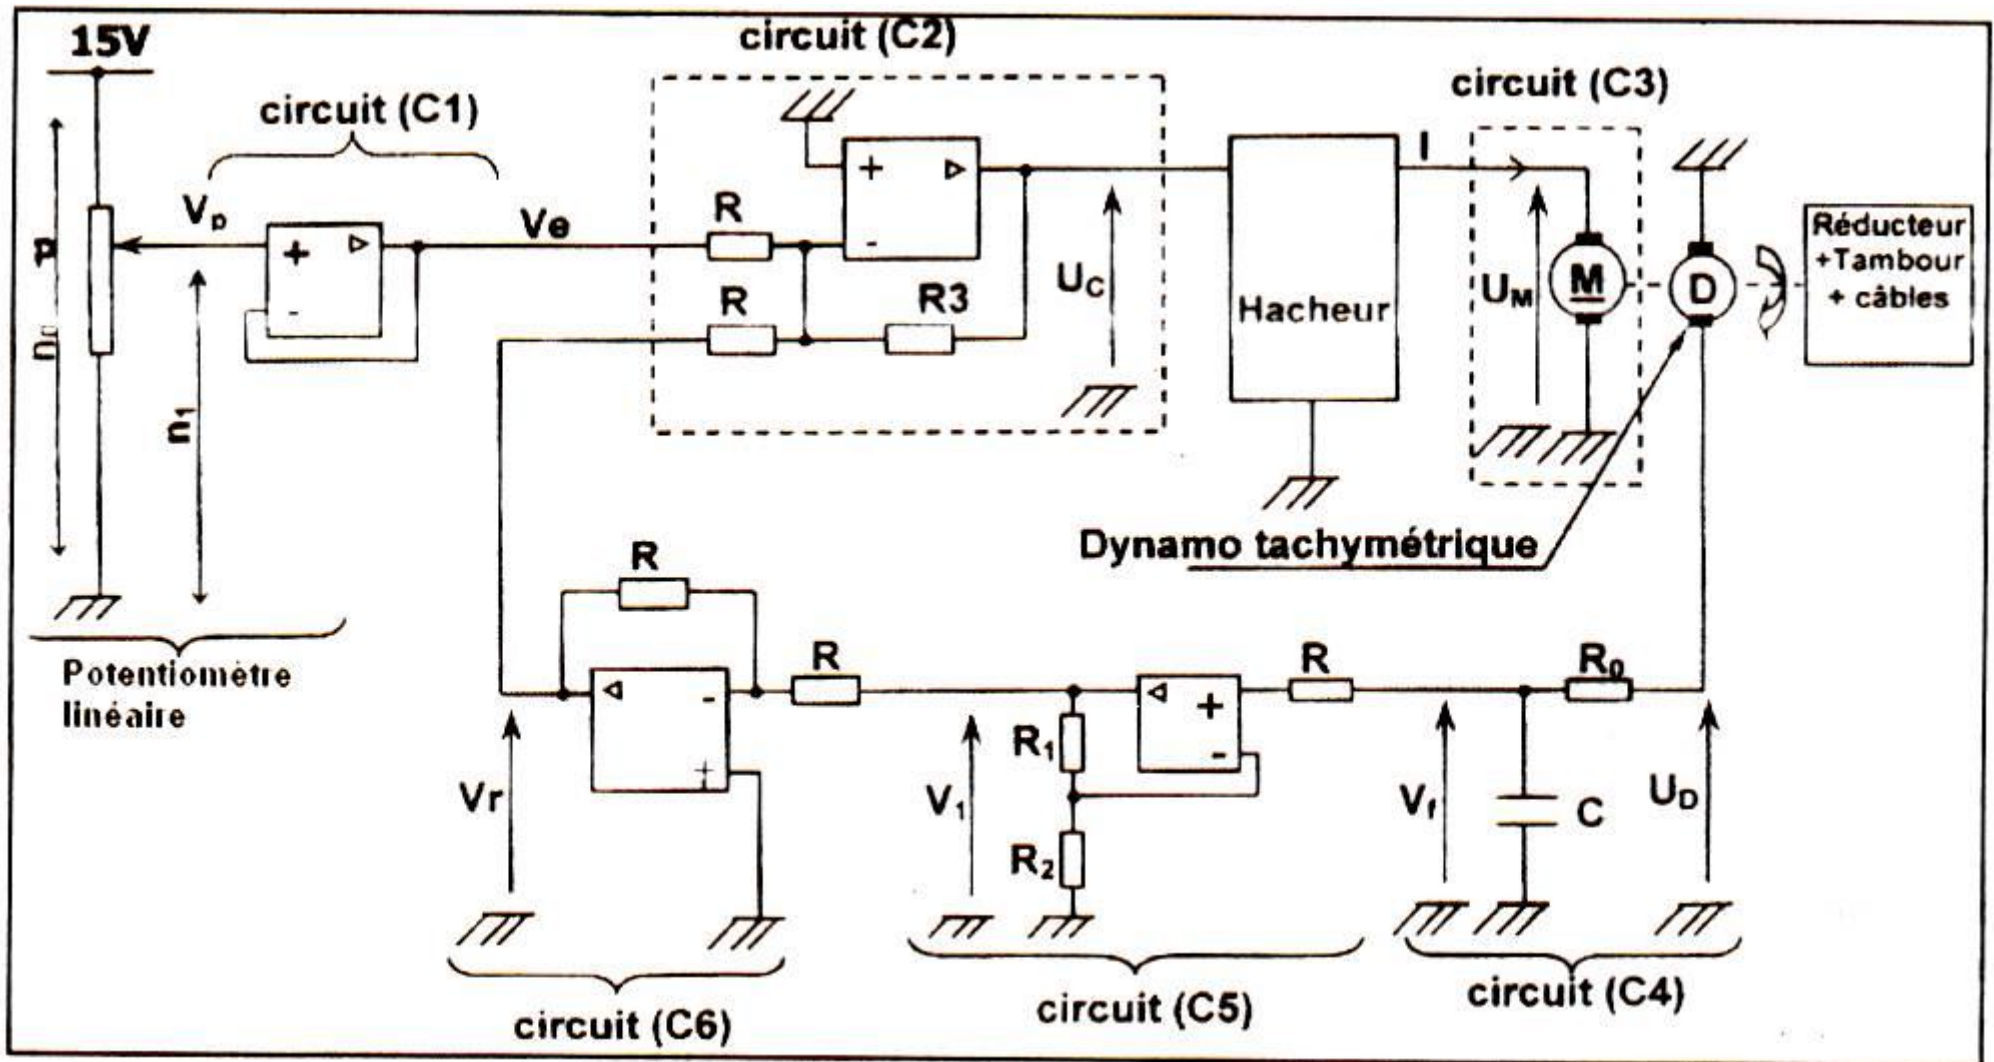 15V
circuit (C2)
circuit (C1)
circuit (C3)
Vp
Ve
R
R
R3
+
-
+
-
UC
Hacheur
I
UM
M
D
Réducteur
+Tambour
+ câbles
n1
Dynamo tachymétrique
Potentiomètre
linéaire
R
R
R
R0
-
+
+
-
R1
R2
Vr
V1
Vf
C
UD
circuit (C6)
circuit (C5)
circuit (C4)